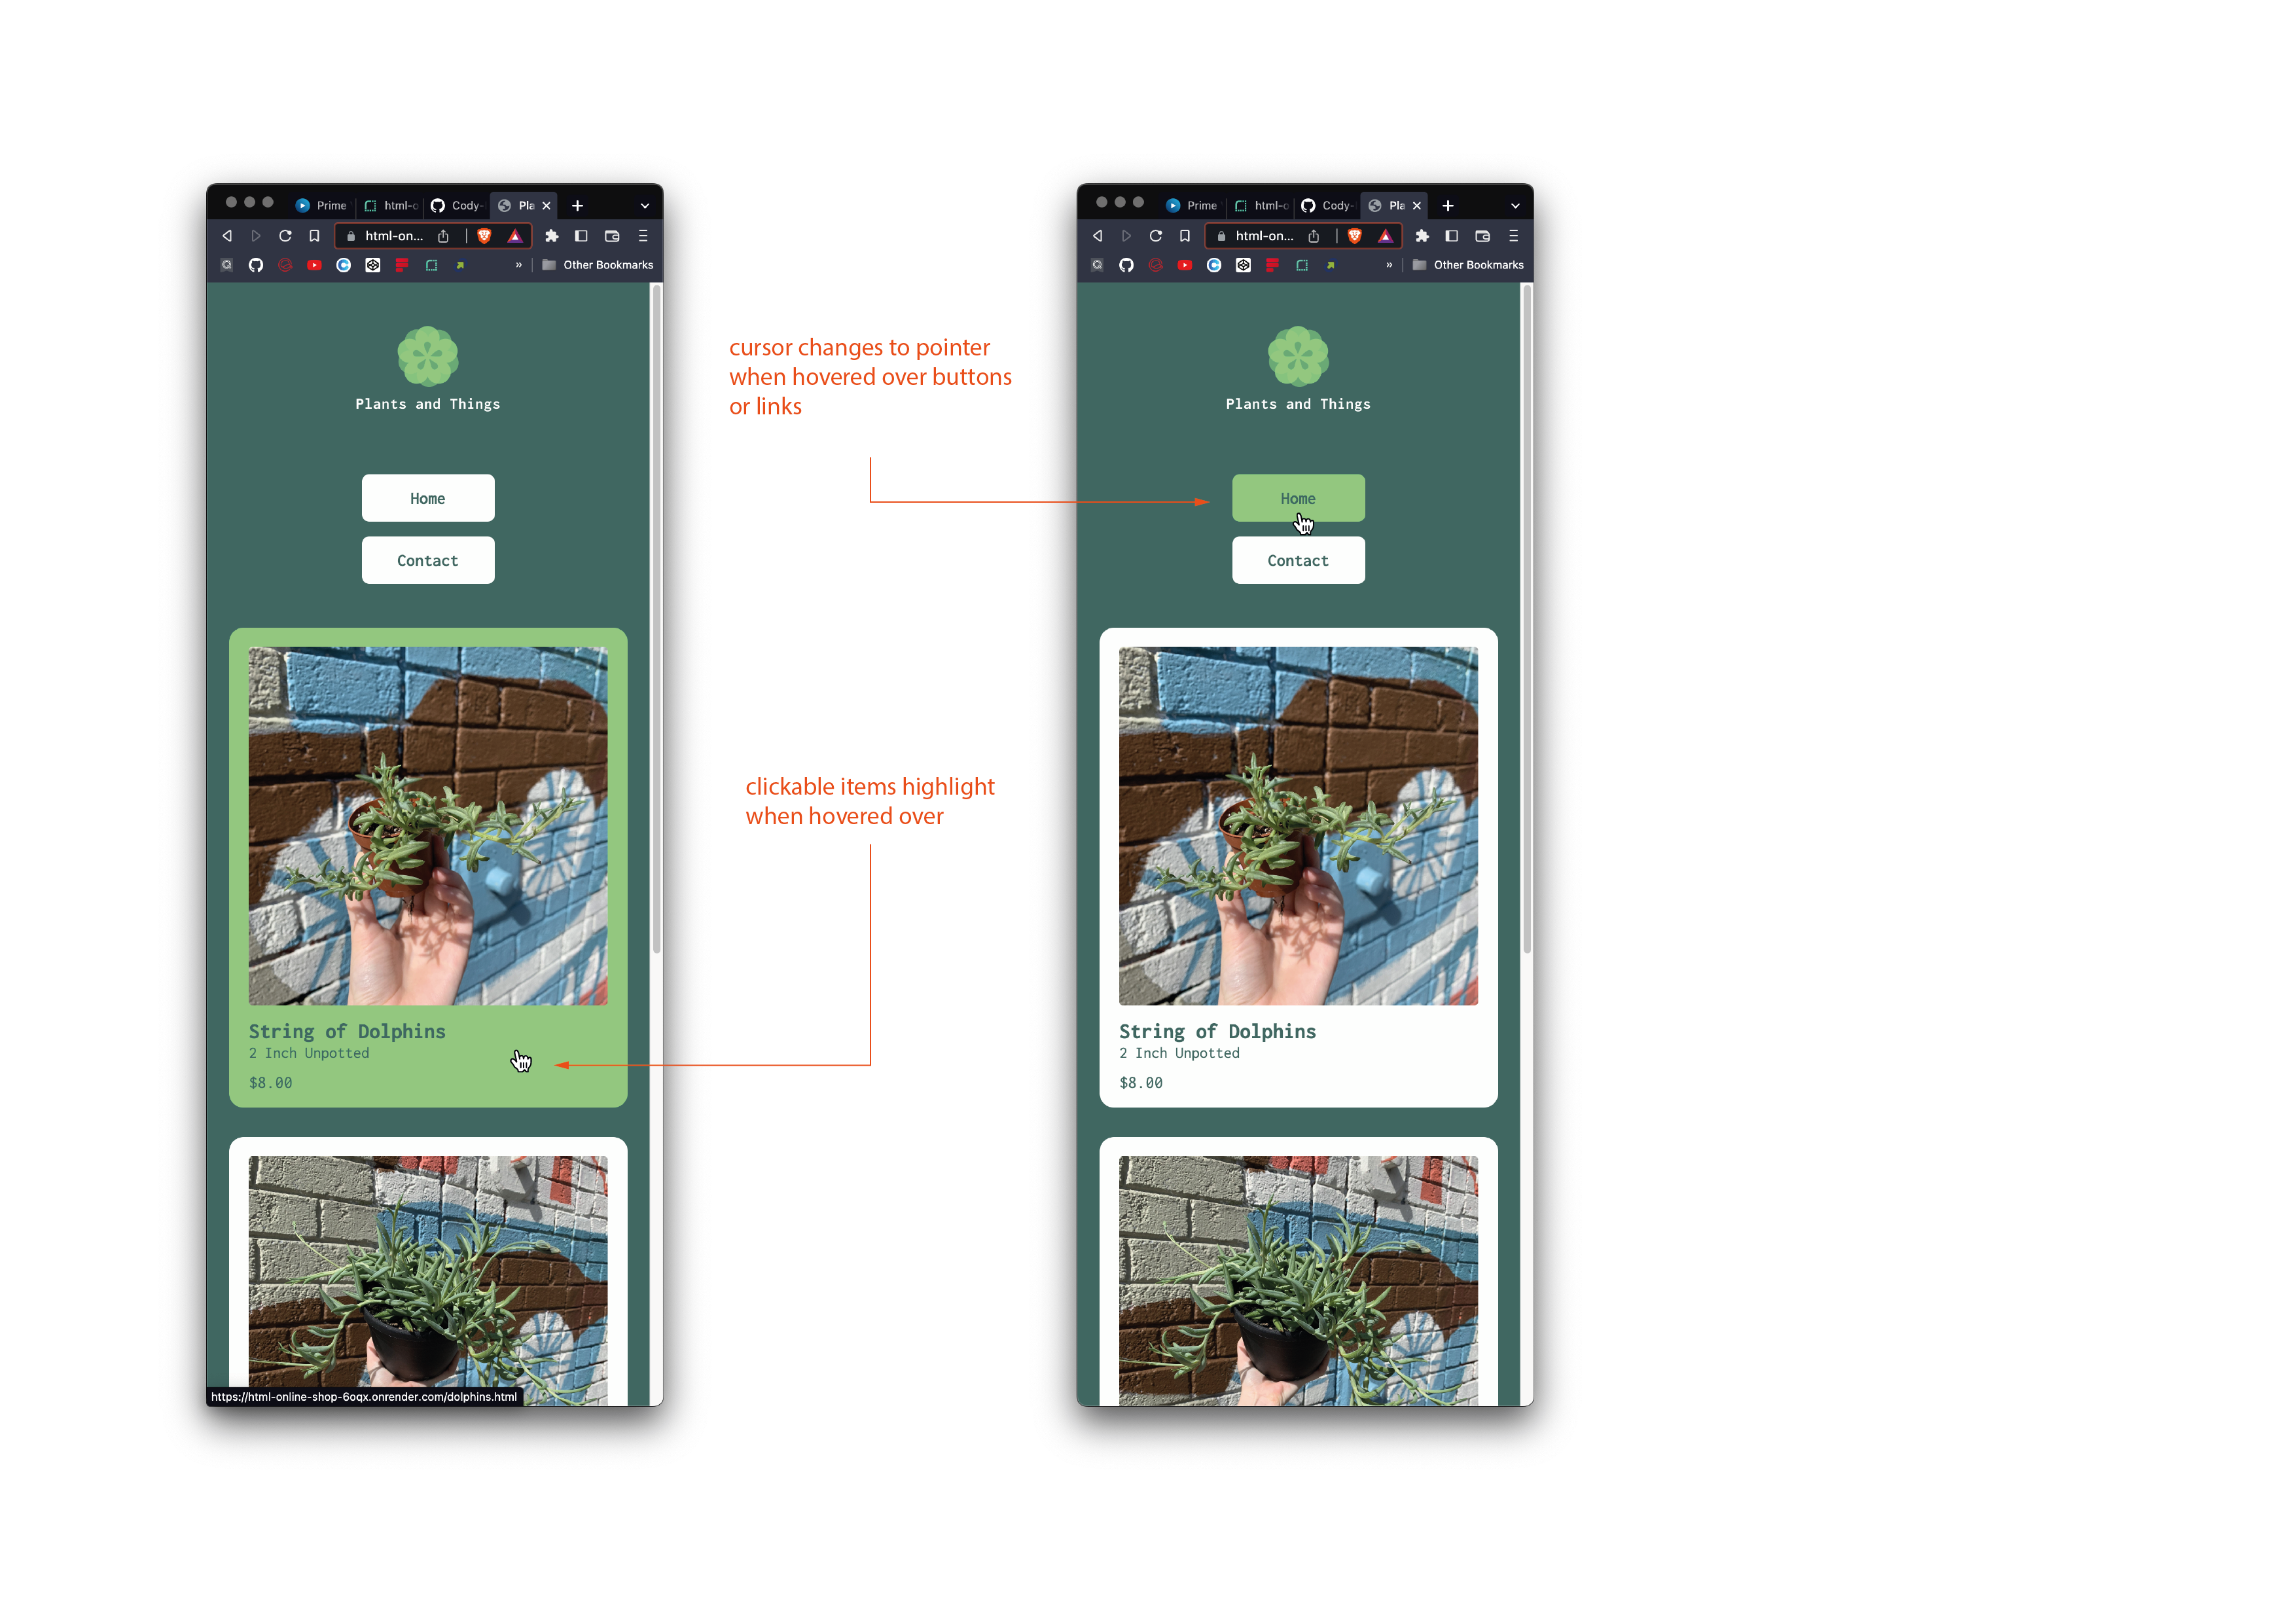 Prime
html-o
Cody-
Pla
html-on...
Other Bookmarks
Plants and Things
Home
Contact
String of Dolphins
2 Inch Unpotted
$8.00
https://html-online-shop-6oqx.onrender.com/dolphins.html
cursor changes to pointer
when hovered over buttons
or links
clickable items highlight
when hovered over
Prime
html-o
Cody-
Pla
html-on...
Other Bookmarks
Plants and Things
Home
Contact
String of Dolphins
2 Inch Unpotted
$8.00